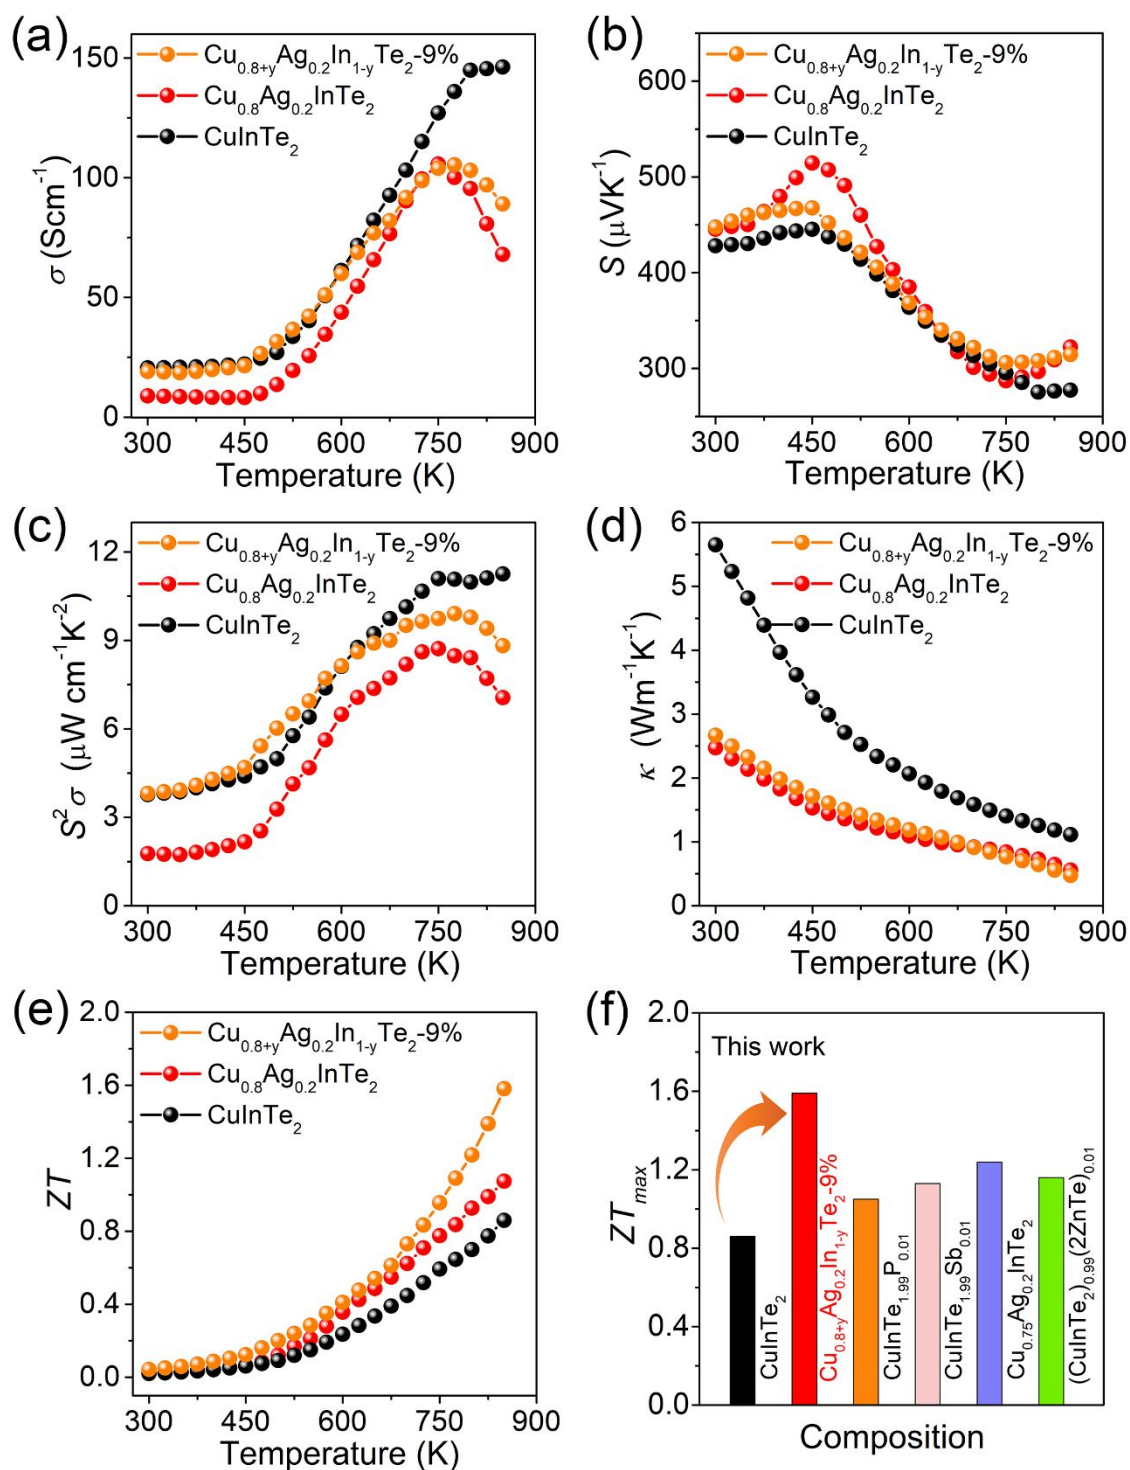 (a)
150
100
50
0
σ (Scm⁻¹)
Cu₀.₈₊yAg₀.₂In₁₋yTe₂-9%
Cu₀.₈Ag₀.₂InTe₂
CuInTe₂
300 450 600 750 900
Temperature (K)
(b)
600
500
400
300
S (μVK⁻¹)
Cu₀.₈₊yAg₀.₂In₁₋yTe₂-9%
Cu₀.₈Ag₀.₂InTe₂
CuInTe₂
300 450 600 750 900
Temperature (K)
(c)
12
9
6
3
0
S² σ (μW cm⁻¹K⁻²)
Cu₀.₈₊yAg₀.₂In₁₋yTe₂-9%
Cu₀.₈Ag₀.₂InTe₂
CuInTe₂
300 450 600 750 900
Temperature (K)
(d)
6
5
4
3
2
1
0
κ (Wm⁻¹K⁻¹)
Cu₀.₈₊yAg₀.₂In₁₋yTe₂-9%
Cu₀.₈Ag₀.₂InTe₂
CuInTe₂
300 450 600 750 900
Temperature (K)
(e)
2.0
1.6
1.2
0.8
0.4
0.0
ZT
Cu₀.₈₊yAg₀.₂In₁₋yTe₂-9%
Cu₀.₈Ag₀.₂InTe₂
CuInTe₂
300 450 600 750 900
Temperature (K)
(f)
2.0
1.6
1.2
0.8
0.4
0.0
ZTmax
This work
CuInTe₂
Cu₀.₈₊yAg₀.₂In₁₋yTe₂-9%
CuInTe₁.₉₉P₀.₀₁
CuInTe₁.₉₉Sb₀.₀₁
Cu₀.₇₅Ag₀.₂InTe₂
(CuInTe₂)₀.₉₉(2ZnTe)₀.₀₁
Composition